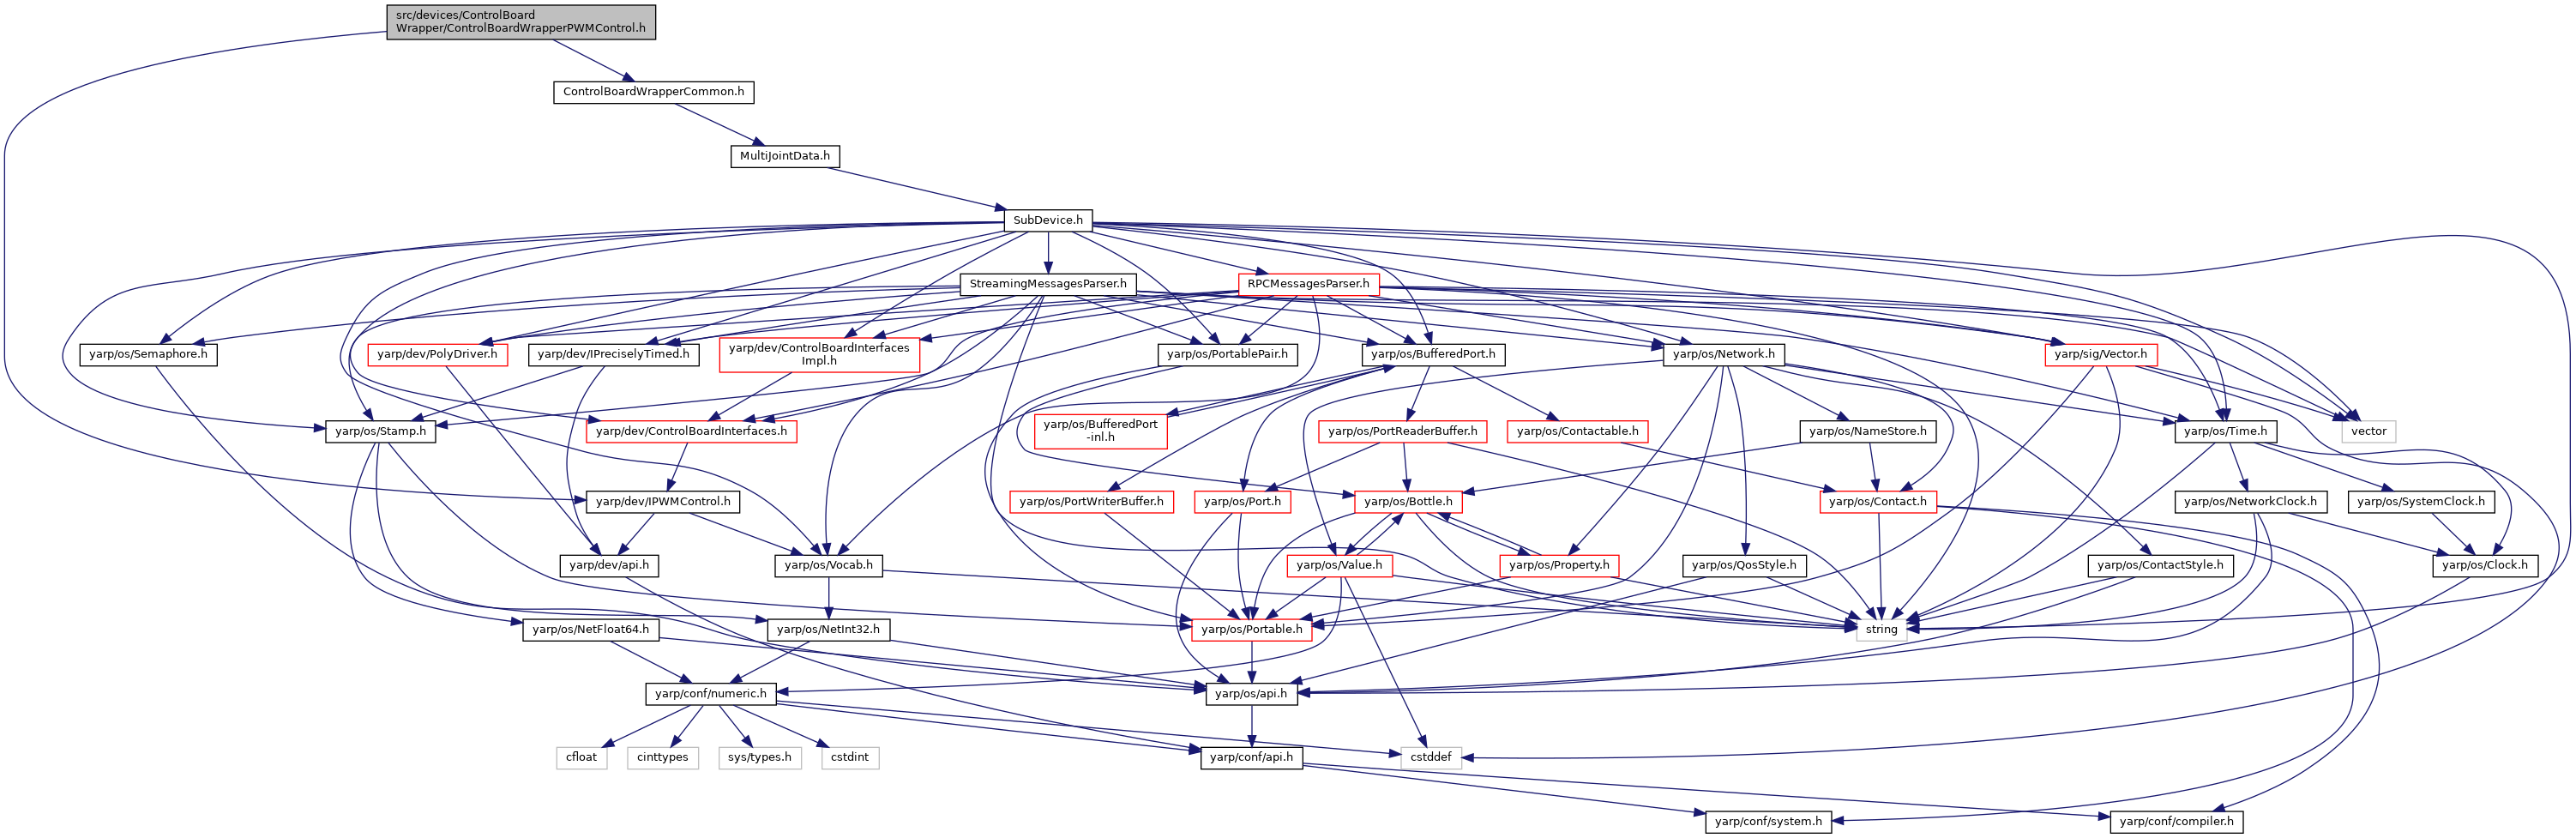 src/devices/ControlBoard
Wrapper/ControlBoardWrapperPWMControl.h
ControlBoardWrapperCommon.h
MultiJointData.h
SubDevice.h
StreamingMessagesParser.h
RPCMessagesParser.h
yarp/os/Semaphore.h
yarp/dev/PolyDriver.h
yarp/dev/IPreciselyTimed.h
yarp/dev/ControlBoardInterfaces
Impl.h
yarp/os/PortablePair.h
yarp/os/BufferedPort.h
yarp/os/Network.h
yarp/sig/Vector.h
yarp/os/Stamp.h
yarp/dev/ControlBoardInterfaces.h
yarp/os/BufferedPort
-inl.h
yarp/os/PortReaderBuffer.h
yarp/os/Contactable.h
yarp/os/NameStore.h
yarp/os/Time.h
vector
yarp/dev/IPWMControl.h
yarp/os/PortWriterBuffer.h
yarp/os/Port.h
yarp/os/Bottle.h
yarp/os/Contact.h
yarp/os/NetworkClock.h
yarp/os/SystemClock.h
yarp/dev/api.h
yarp/os/Vocab.h
yarp/os/Value.h
yarp/os/Property.h
yarp/os/QosStyle.h
yarp/os/ContactStyle.h
yarp/os/Clock.h
yarp/os/NetFloat64.h
yarp/os/NetInt32.h
yarp/os/Portable.h
string
yarp/conf/numeric.h
yarp/os/api.h
cfloat
cinttypes
sys/types.h
cstdint
yarp/conf/api.h
cstddef
yarp/conf/system.h
yarp/conf/compiler.h